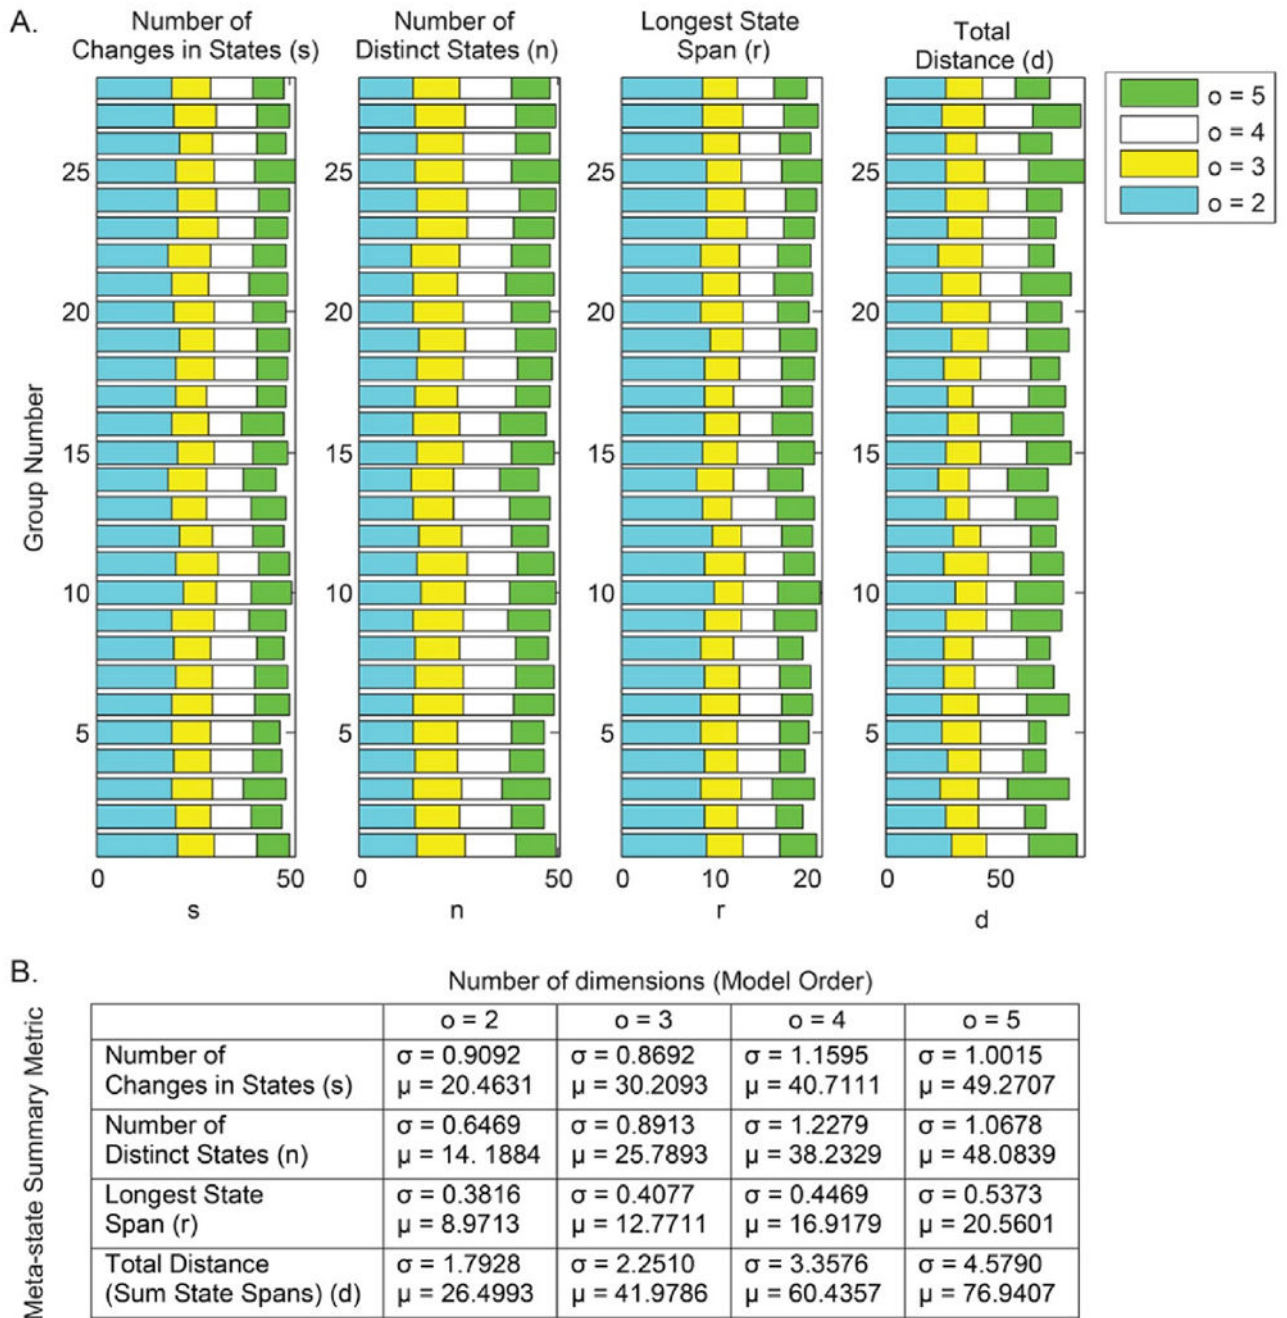 A.
Number of
Changes in States (s)
Number of
Distinct States (n)
Longest State
Span (r)
Total
Distance (d)
o = 5
o = 4
o = 3
o = 2
Group Number
25
20
15
10
5
25
20
15
10
5
25
20
15
10
5
25
20
15
10
5
0 50
s
0 50
n
0 10 20
r
0 50
d
B.
Number of dimensions (Model Order)
Meta-state Summary Metric
o = 2 o = 3 o = 4 o = 5
Number of σ = 0.9092 σ = 0.8692 σ = 1.1595 σ = 1.0015
Changes in States (s) μ = 20.4631 μ = 30.2093 μ = 40.7111 μ = 49.2707
Number of σ = 0.6469 σ = 0.8913 σ = 1.2279 σ = 1.0678
Distinct States (n) μ = 14. 1884 μ = 25.7893 μ = 38.2329 μ = 48.0839
Longest State σ = 0.3816 σ = 0.4077 σ = 0.4469 σ = 0.5373
Span (r) μ = 8.9713 μ = 12.7711 μ = 16.9179 μ = 20.5601
Total Distance σ = 1.7928 σ = 2.2510 σ = 3.3576 σ = 4.5790
(Sum State Spans) (d) μ = 26.4993 μ = 41.9786 μ = 60.4357 μ = 76.9407